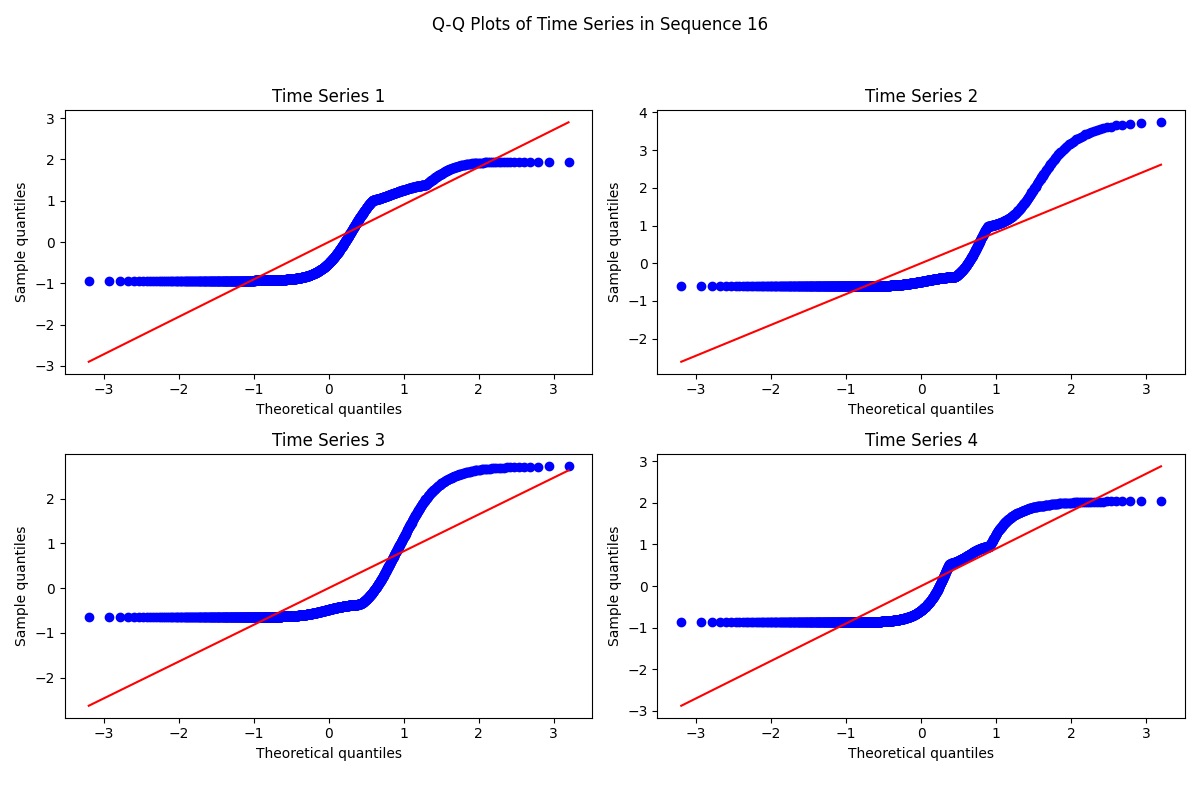 Q-Q Plots of Time Series in Sequence 16
Time Series 1
3
2
1
0
−1
−2
−3
Sample quantiles
−3 −2 −1 0 1 2 3
Theoretical quantiles
Time Series 2
4
3
2
1
0
−1
−2
Sample quantiles
−3 −2 −1 0 1 2 3
Theoretical quantiles
Time Series 3
2
1
0
−1
−2
Sample quantiles
−3 −2 −1 0 1 2 3
Theoretical quantiles
Time Series 4
3
2
1
0
−1
−2
−3
Sample quantiles
−3 −2 −1 0 1 2 3
Theoretical quantiles